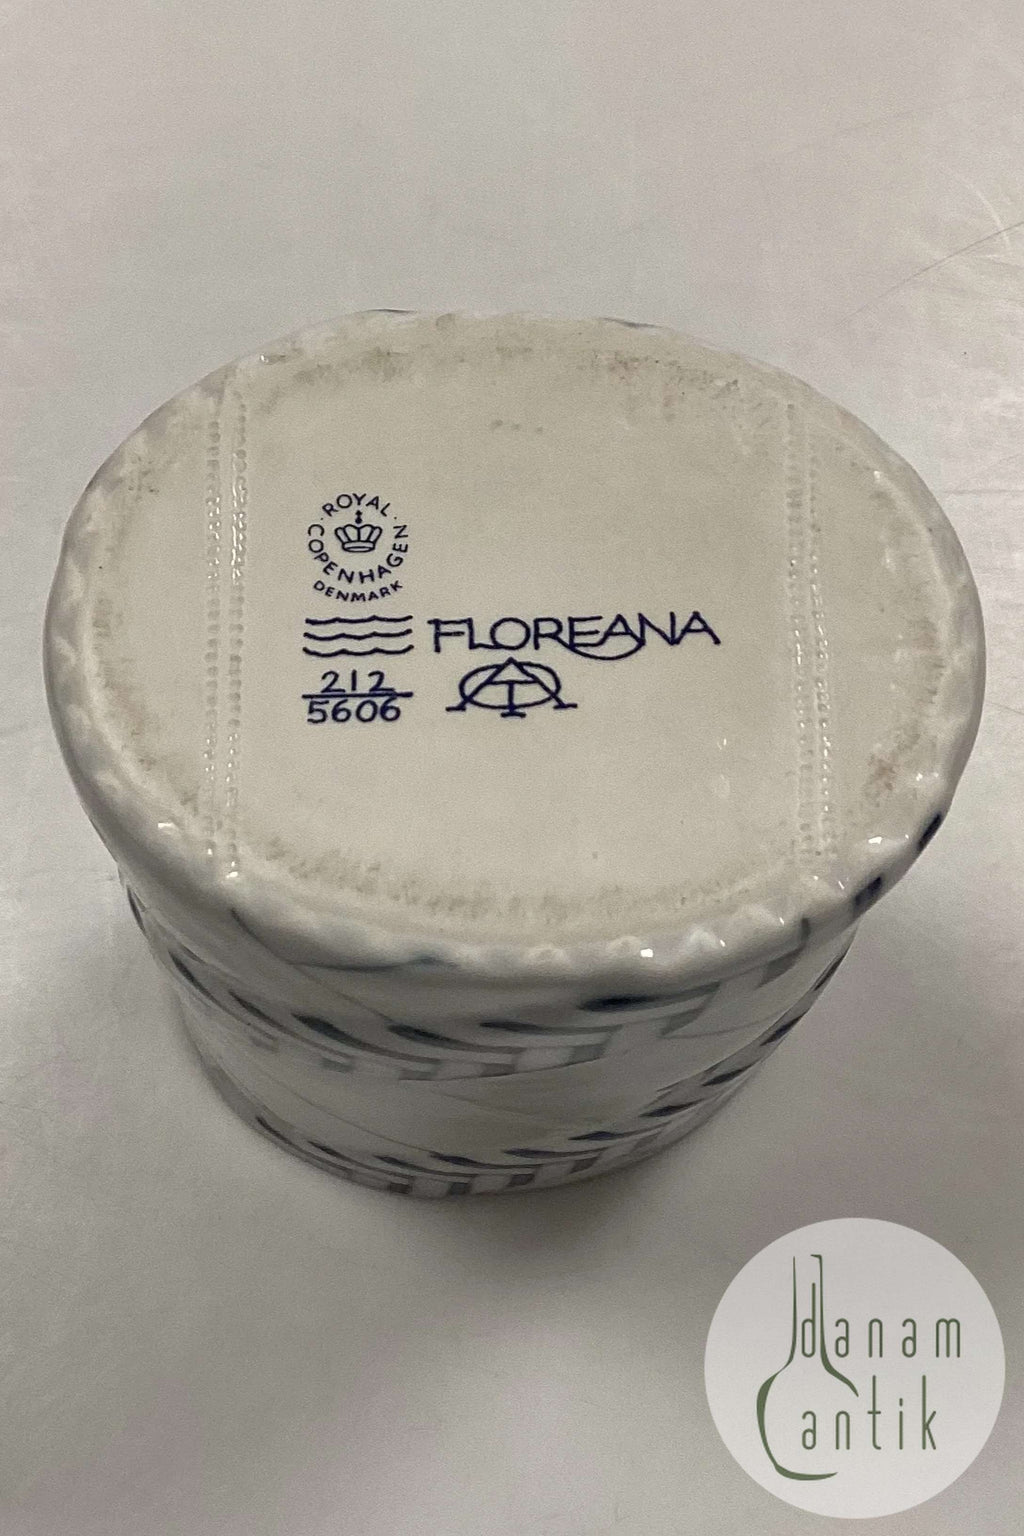 ROYAL
COPENHAGEN
DENMARK
FLOREANA
212
5606
danam
antik